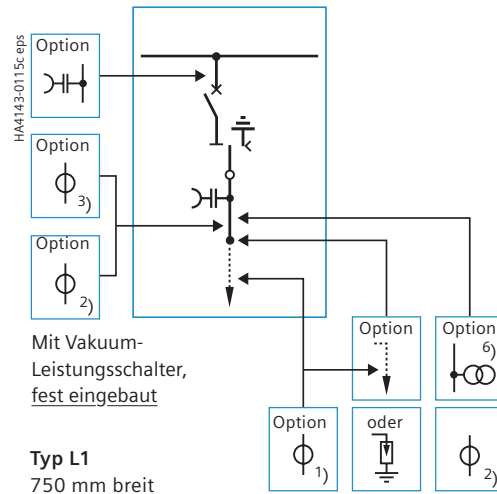 HA4143-0115c eps
Option
Option
3)
Option
2)
Mit Vakuum-
Leistungsschalter,
fest eingebaut
Option
Option
6)
Typ L1
750 mm breit
Option
1)
oder
2)